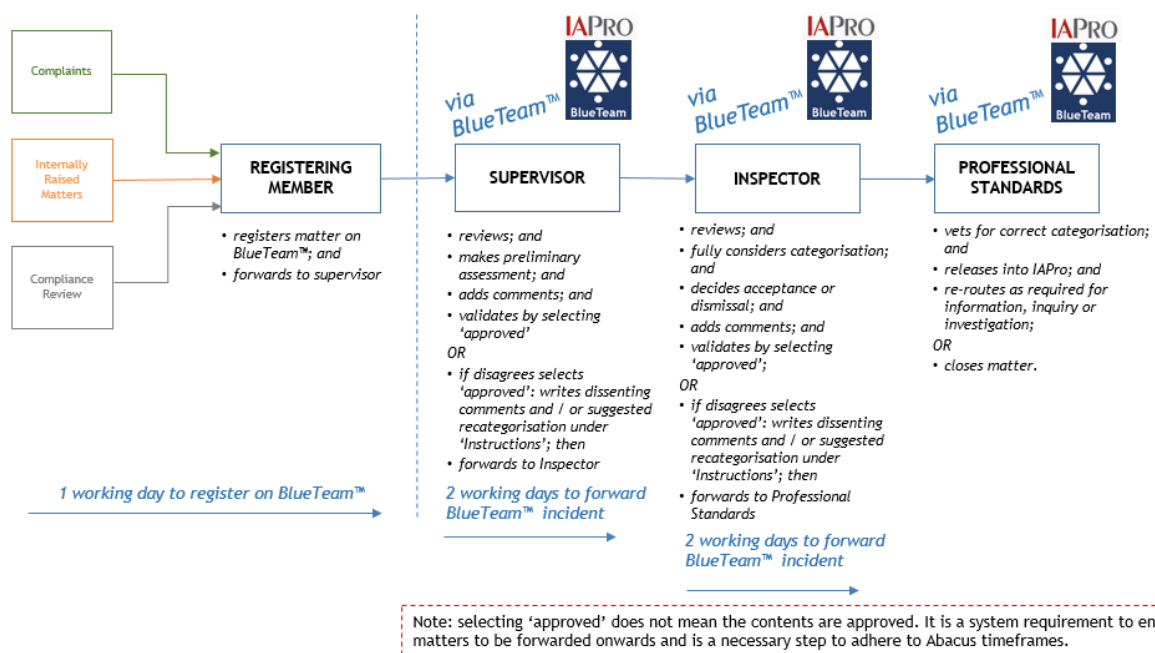 IAPRO
BlueTeam
IAPRO
BlueTeam
IAPRO
BlueTeam
via
BlueTeam™
via
BlueTeam™
via
BlueTeam™
Complaints
Internally
Raised
Matters
Compliance
Review
REGISTERING
MEMBER
• registers matter on
BlueTeam™; and
• forwards to supervisor
SUPERVISOR
• reviews; and
• makes preliminary
assessment; and
• adds comments; and
• validates by selecting
‘approved’
OR
• if disagrees selects
‘approved’: writes dissenting
comments and / or suggested
recategorisation under
‘Instructions’; then
• forwards to Inspector
INSPECTOR
• reviews; and
• fully considers categorisation;
and
• decides acceptance or
dismissal; and
• adds comments; and
• validates by selecting
‘approved’;
OR
• if disagrees selects
‘approved’: writes dissenting
comments and / or suggested
recategorisation under
‘Instructions’; then
• forwards to Professional
Standards
PROFESSIONAL
STANDARDS
• vets for correct categorisation;
and
• releases into IAPro; and
• re-routes as required for
information, inquiry or
investigation;
OR
• closes matter.
1 working day to register on BlueTeam™
2 working days to forward
BlueTeam™ incident
2 working days to forward
BlueTeam™ incident
Note: selecting ‘approved’ does not mean the contents are approved. It is a system requirement to
matters to be forwarded onwards and is a necessary step to adhere to Abacus timeframes.